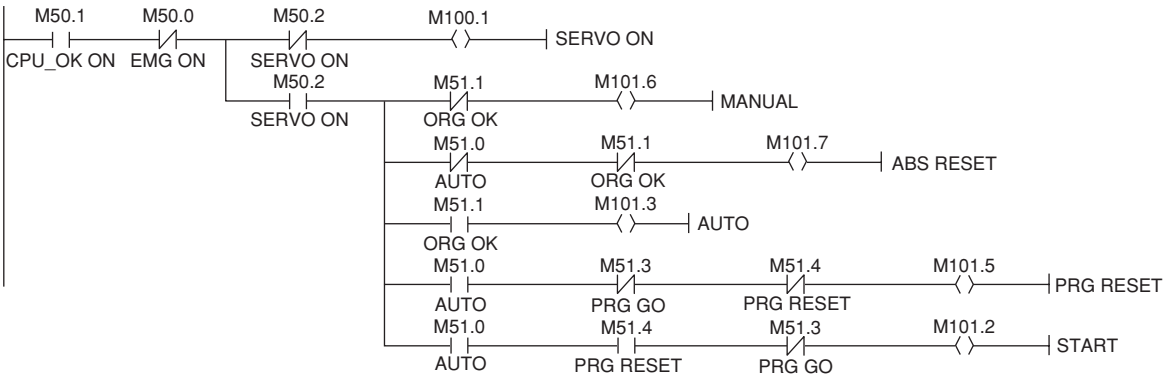 M50.1 M50.0 M50.2 M100.1
SERVO ON
CPU_OK ON EMG ON SERVO ON
M50.2 M51.1 M101.6
MANUAL
SERVO ON ORG OK
M51.0 M51.1 M101.7
ABS RESET
AUTO ORG OK
M51.1 M101.3
AUTO
ORG OK
M51.0 M51.3 M51.4 M101.5
PRG RESET
AUTO PRG GO PRG RESET
M51.0 M51.4 M51.3 M101.2
START
AUTO PRG RESET PRG GO